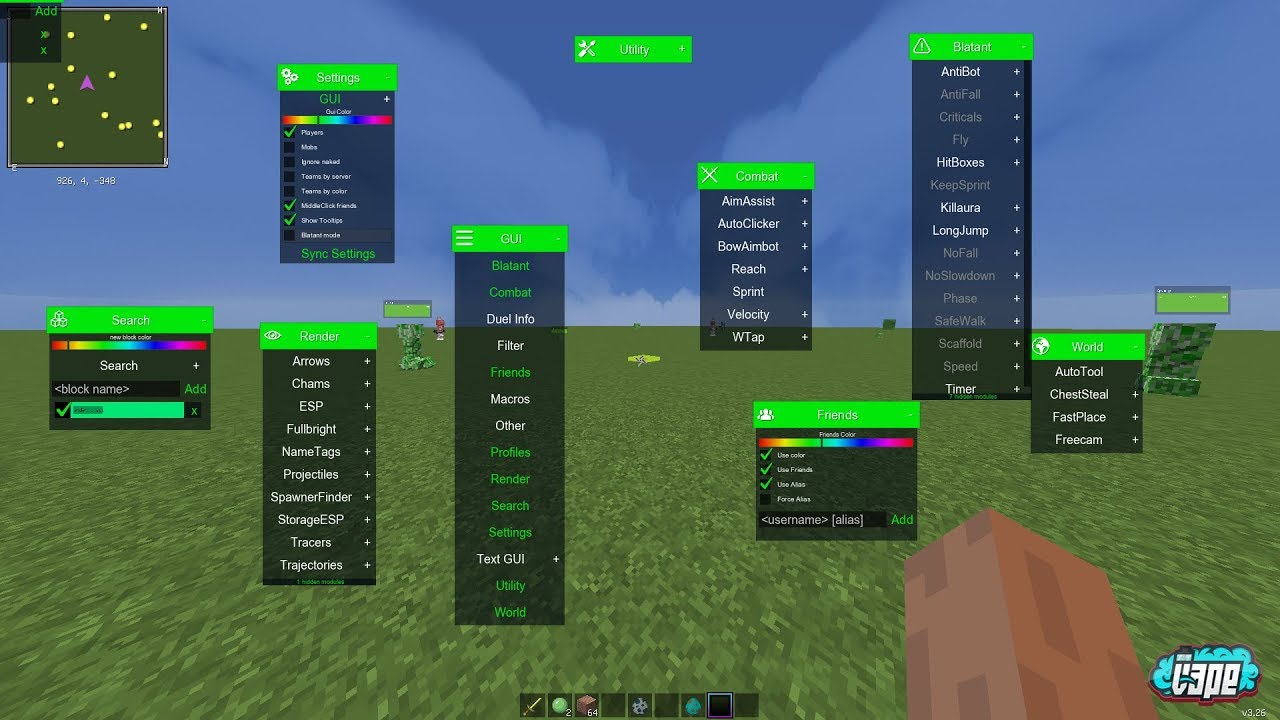 Add
x
x
926, 4, -348
Settings -
GUI +
Gui Color
Players
Mobs
Ignore naked
Teams by server
Teams by color
MiddleClick friends
Show Tooltips
Blatant mode
Sync Settings
Utility +
Blatant -
AntiBot +
AntiFall +
Criticals +
Fly +
HitBoxes +
KeepSprint
Killaura +
LongJump +
NoFall +
NoSlowdown +
Phase +
SafeWalk +
Scaffold +
Speed +
Timer +
7 hidden modules
Combat -
AimAssist +
AutoClicker +
BowAimbot +
Reach +
Sprint
Velocity +
WTap +
GUI -
Blatant
Combat
Duel Info
Filter
Friends
Macros
Other
Profiles
Render
Search
Settings
Text GUI +
Utility
World
Search -
new block color
Search +
<block name> Add
x
Render -
Arrows +
Chams +
ESP +
Fullbright +
NameTags +
Projectiles +
SpawnerFinder +
StorageESP +
Tracers +
Trajectories +
1 hidden modules
World -
AutoTool
ChestSteal +
FastPlace +
Freecam +
Friends -
Friends Color
Use color
Use Friends
Use Alias
Force Alias
<username> [alias] Add
2
64
Vape
v3.26